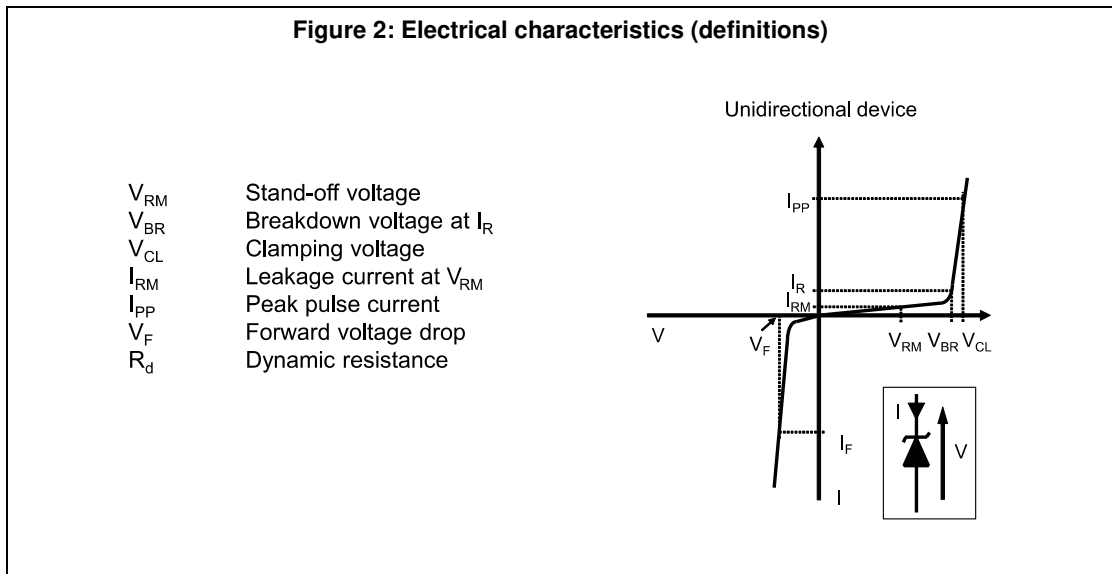 Figure 2: Electrical characteristics (definitions)
Unidirectional device
V_RM Stand-off voltage
V_BR Breakdown voltage at I_R
V_CL Clamping voltage
I_RM Leakage current at V_RM
I_PP Peak pulse current
V_F Forward voltage drop
R_d Dynamic resistance
I_PP
I_R
I_RM
V
V_F
V_RM V_BR V_CL
I_F
I
I
V